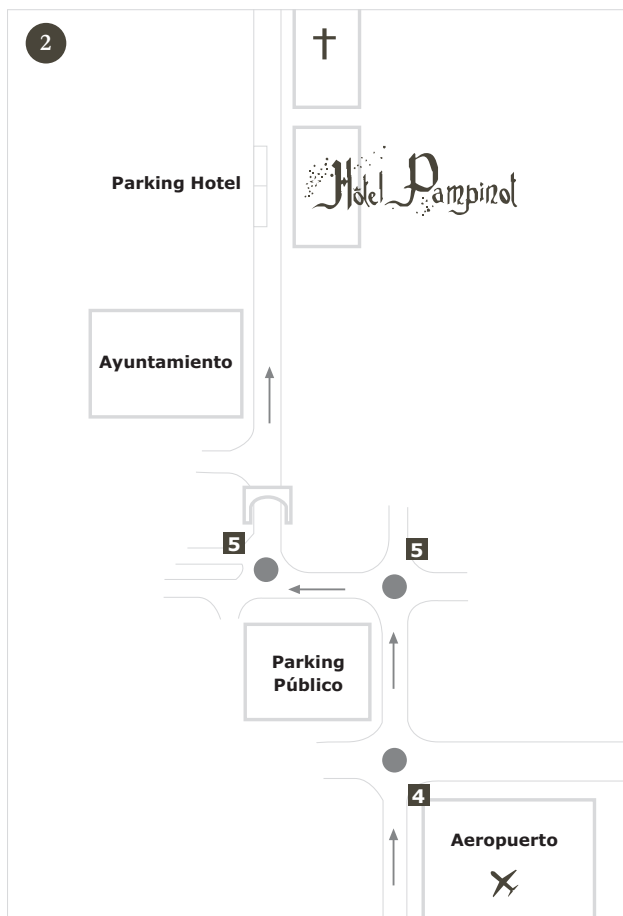 2
Parking Hotel
Hôtel Pampinot
Ayuntamiento
5
5
Parking
Público
4
Aeropuerto